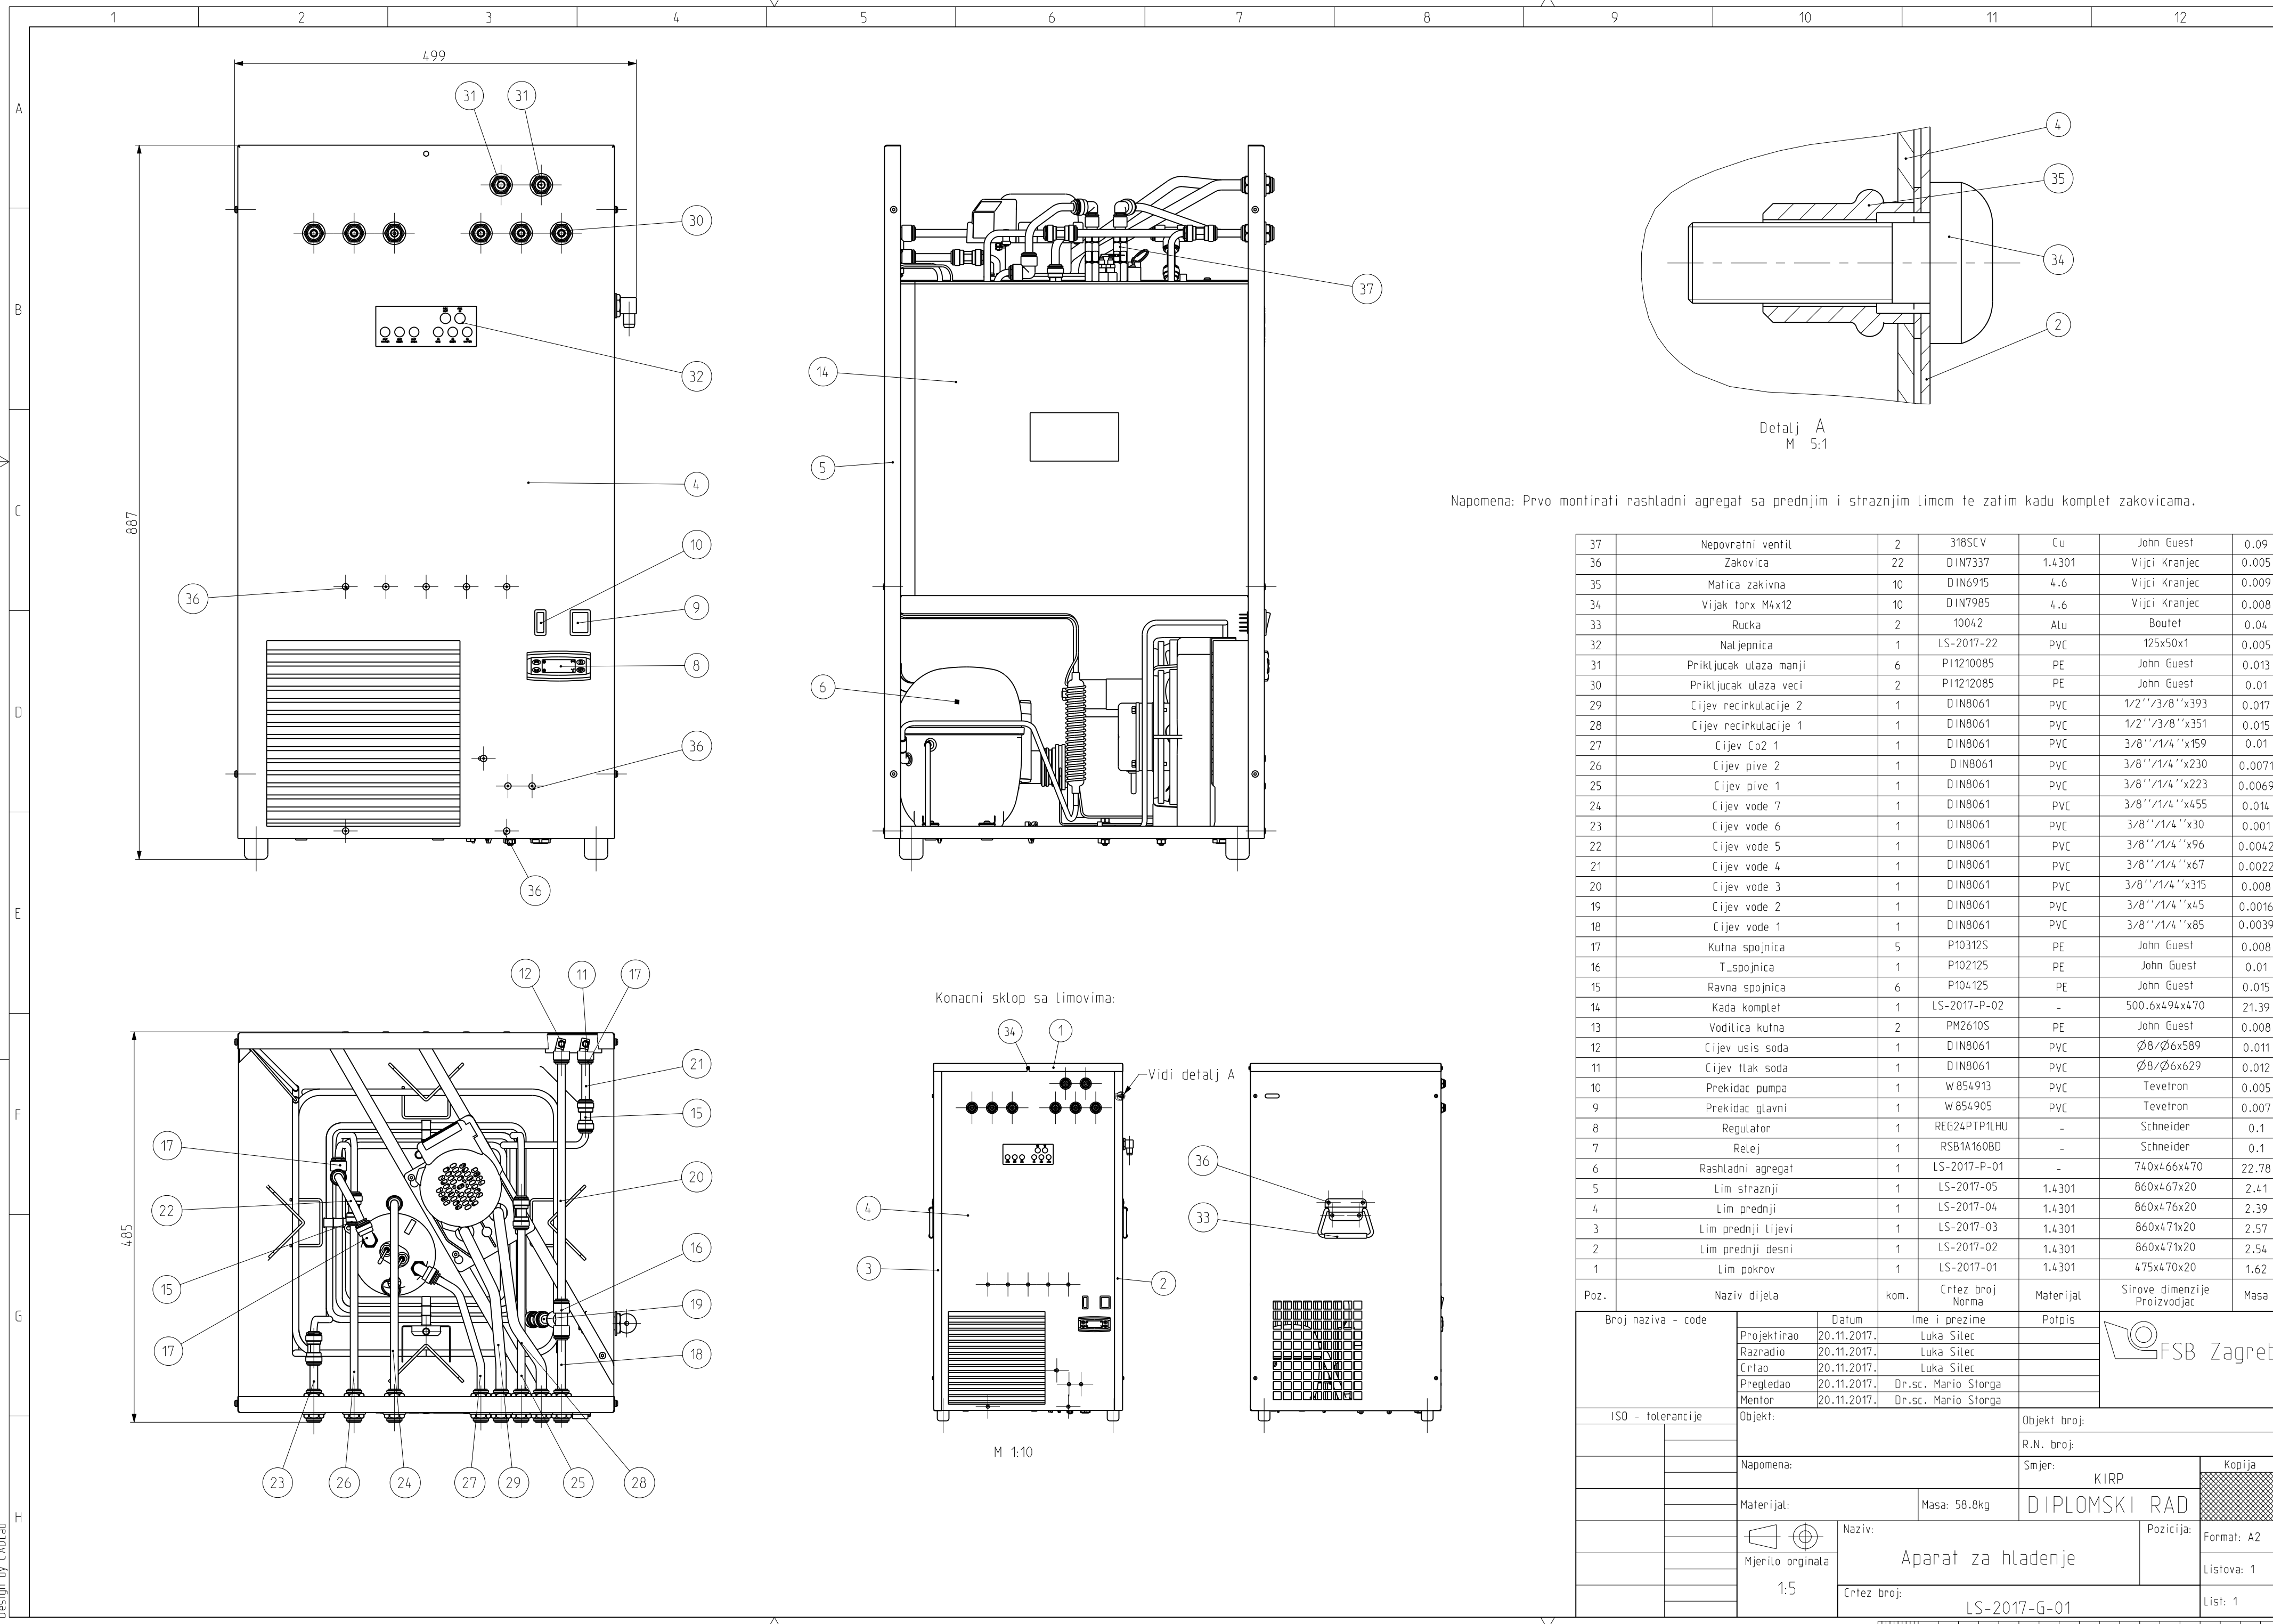 1 2 3 4 5 6 7 8 9 10 11 12
A
B
C
D
E
F
G
H
499
887
31
31
30
32
4
10
9
8
36
36
36
14
5
6
37
4
35
34
2
Detalj A
M 5:1
Napomena: Prvo montirati rashladni agregat sa prednjim i straznjim limom te zatim kadu komplet zakovicama.
485
12
11
17
21
15
20
16
19
18
17
22
15
17
23
26
24
27
29
25
28
Konacni sklop sa limovima:
34
1
Vidi detalj A
4
3
2
36
33
M 1:10
37 Nepovratni ventil 2 318SCV Cu John Guest 0.09
36 Zakovica 22 DIN7337 1.4301 Vijci Kranjec 0.005
35 Matica zakivna 10 DIN6915 4.6 Vijci Kranjec 0.009
34 Vijak torx M4x12 10 DIN7985 4.6 Vijci Kranjec 0.008
33 Rucka 2 10042 Alu Boutet 0.04
32 Naljepnica 1 LS-2017-22 PVC 125x50x1 0.005
31 Prikljucak ulaza manji 6 PI1210085 PE John Guest 0.013
30 Prikljucak ulaza veci 2 PI1212085 PE John Guest 0.01
29 Cijev recirkulacije 2 1 DIN8061 PVC 1/2''/3/8''x393 0.017
28 Cijev recirkulacije 1 1 DIN8061 PVC 1/2''/3/8''x351 0.015
27 Cijev Co2 1 1 DIN8061 PVC 3/8''/1/4''x159 0.01
26 Cijev pive 2 1 DIN8061 PVC 3/8''/1/4''x230 0.0071
25 Cijev pive 1 1 DIN8061 PVC 3/8''/1/4''x223 0.0069
24 Cijev vode 7 1 DIN8061 PVC 3/8''/1/4''x455 0.014
23 Cijev vode 6 1 DIN8061 PVC 3/8''/1/4''x30 0.001
22 Cijev vode 5 1 DIN8061 PVC 3/8''/1/4''x96 0.0042
21 Cijev vode 4 1 DIN8061 PVC 3/8''/1/4''x67 0.0022
20 Cijev vode 3 1 DIN8061 PVC 3/8''/1/4''x315 0.008
19 Cijev vode 2 1 DIN8061 PVC 3/8''/1/4''x45 0.0016
18 Cijev vode 1 1 DIN8061 PVC 3/8''/1/4''x85 0.0039
17 Kutna spojnica 5 P10312S PE John Guest 0.008
16 T_spojnica 1 P102125 PE John Guest 0.01
15 Ravna spojnica 6 P104125 PE John Guest 0.015
14 Kada komplet 1 LS-2017-P-02 - 500.6x494x470 21.39
13 Vodilica kutna 2 PM2610S PE John Guest 0.008
12 Cijev usis soda 1 DIN8061 PVC Ø8/Ø6x589 0.011
11 Cijev tlak soda 1 DIN8061 PVC Ø8/Ø6x629 0.012
10 Prekidac pumpa 1 W854913 PVC Tevetron 0.005
9 Prekidac glavni 1 W854905 PVC Tevetron 0.007
8 Regulator 1 REG24PTP1LHU - Schneider 0.1
7 Relej 1 RSB1A160BD - Schneider 0.1
6 Rashladni agregat 1 LS-2017-P-01 - 740x466x470 22.78
5 Lim straznji 1 LS-2017-05 1.4301 860x467x20 2.41
4 Lim prednji 1 LS-2017-04 1.4301 860x476x20 2.39
3 Lim prednji lijevi 1 LS-2017-03 1.4301 860x471x20 2.57
2 Lim prednji desni 1 LS-2017-02 1.4301 860x471x20 2.54
1 Lim pokrov 1 LS-2017-01 1.4301 475x470x20 1.62
Poz. Naziv dijela kom. Crtez broj Norma Materijal Sirove dimenzije Proizvodjac Masa
Broj naziva - code Datum Ime i prezime Potpis
Projektirao 20.11.2017. Luka Silec
Razradio 20.11.2017. Luka Silec
Crtao 20.11.2017. Luka Silec
Pregledao 20.11.2017. Dr.sc. Mario Storga
Mentor 20.11.2017. Dr.sc. Mario Storga
FSB Zagreb
ISO - tolerancije
Objekt:
Objekt broj:
R.N. broj:
Napomena:
Smjer:
KIRP
Kopija
Materijal:
Masa: 58.8kg
DIPLOMSKI RAD
Naziv:
Aparat za hladenje
Pozicija:
Format: A2
Mjerilo orginala
1:5
Listova: 1
Crtez broj:
LS-2017-G-01
List: 1
Design by CADLab